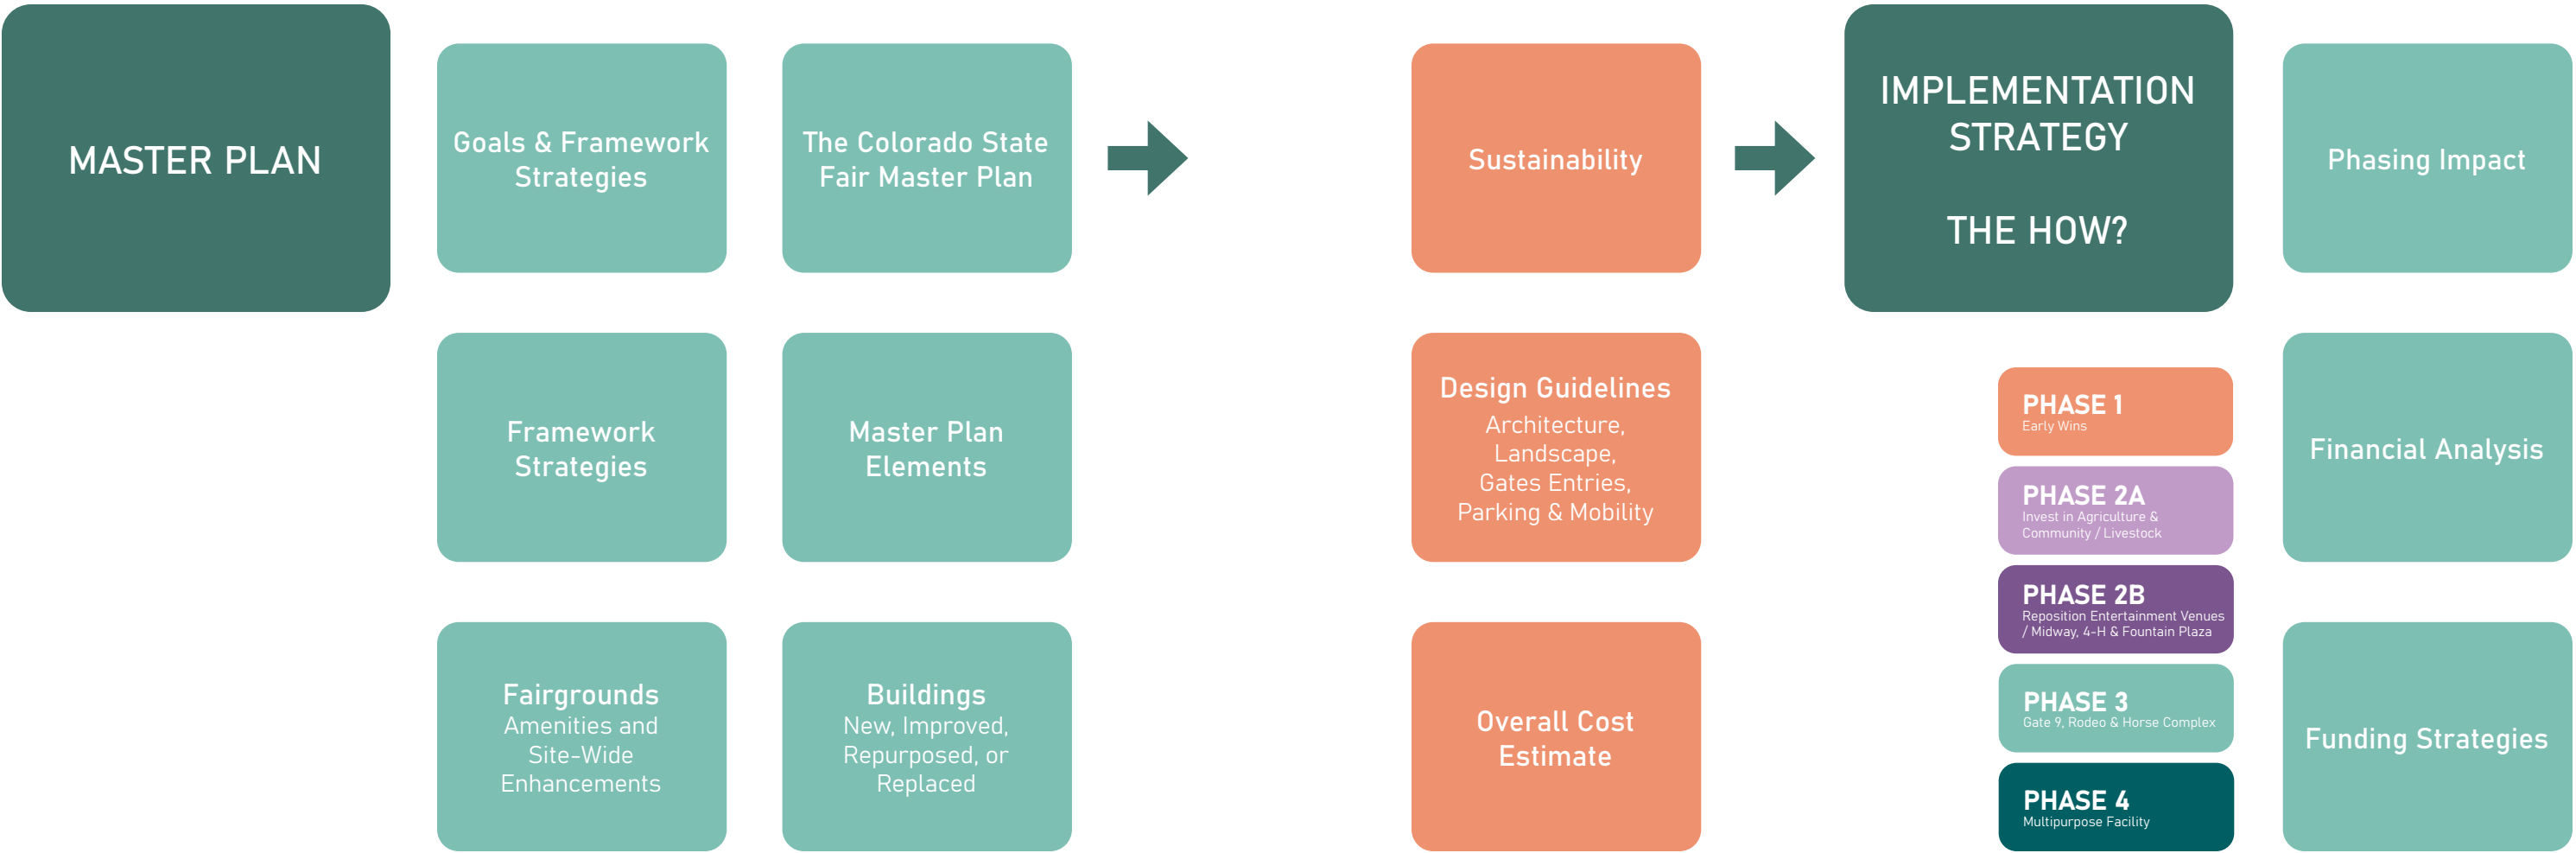 MASTER PLAN
Goals & Framework
Strategies
The Colorado State
Fair Master Plan
Framework
Strategies
Master Plan
Elements
Fairgrounds
Amenities and
Site-Wide
Enhancements
Buildings
New, Improved,
Repurposed, or
Replaced
Sustainability
Design Guidelines
Architecture,
Landscape,
Gates Entries,
Parking & Mobility
Overall Cost
Estimate
IMPLEMENTATION
STRATEGY
THE HOW?
PHASE 1
Early Wins
PHASE 2A
Invest in Agriculture &
Community / Livestock
PHASE 2B
Reposition Entertainment Venues
/ Midway, 4-H & Fountain Plaza
PHASE 3
Gate 9, Rodeo & Horse Complex
PHASE 4
Multipurpose Facility
Phasing Impact
Financial Analysis
Funding Strategies